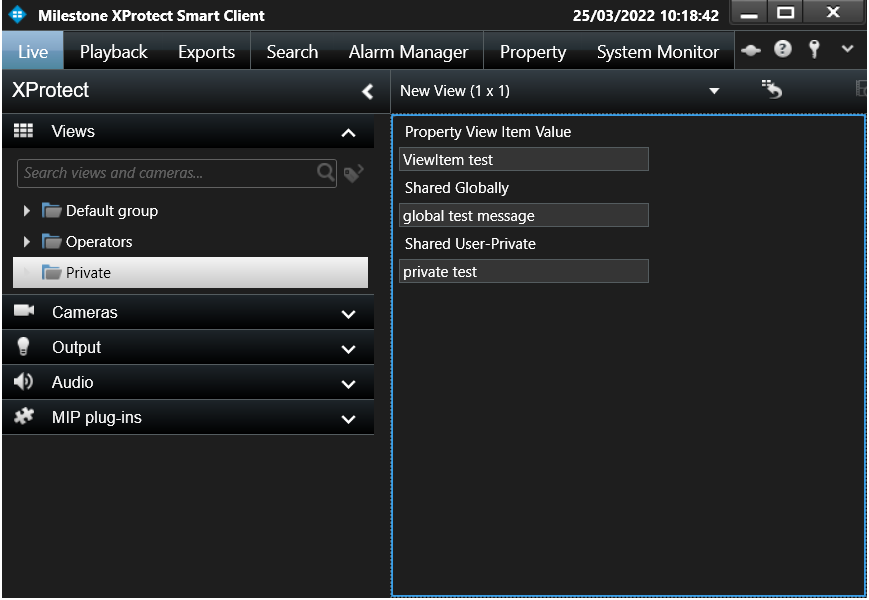 Milestone XProtect Smart Client 25/03/2022 10:18:42
Live Playback Exports Search Alarm Manager Property System Monitor
XProtect
New View (1 x 1)
Views
Search views and cameras...
Default group
Operators
Private
Cameras
Output
Audio
MIP plug-ins
Property View Item Value
ViewItem test
Shared Globally
global test message
Shared User-Private
private test